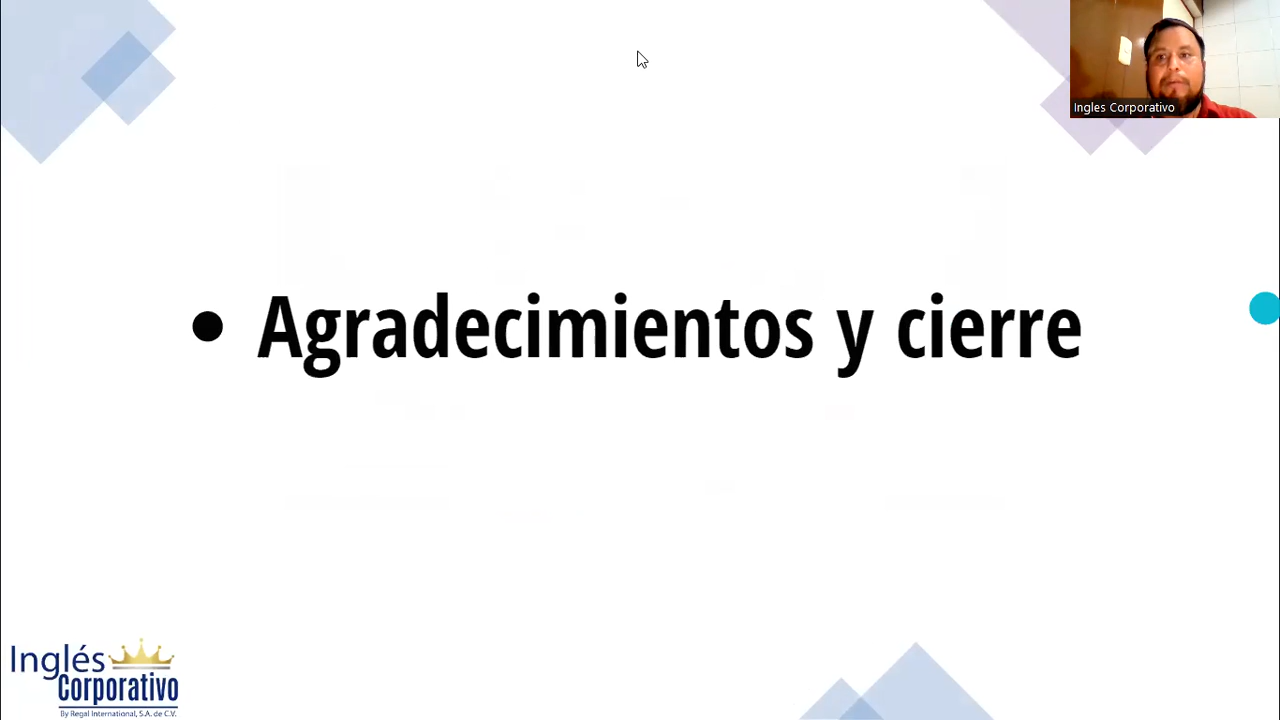 Ingles Corporativo
• Agradecimientos y cierre
Inglés
Corporativo
By Regal International, S.A. de C.V.